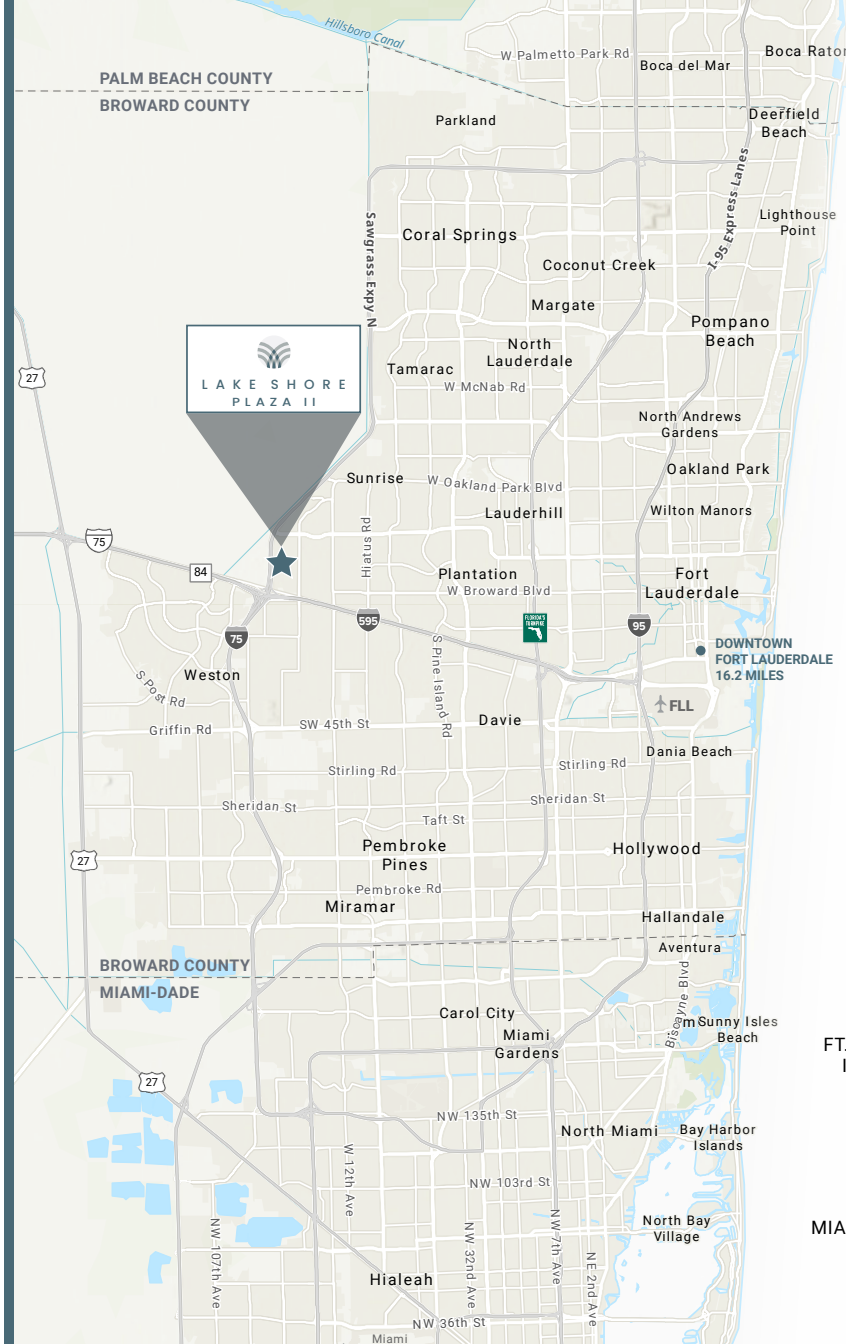 Hillsboro Canal
W Palmetto Park Rd
Boca Raton
Boca del Mar
PALM BEACH COUNTY
BROWARD COUNTY
Parkland
Deerfield
Beach
I-95 Express Lanes
Lighthouse
Point
Sawgrass Expy N
Coral Springs
Coconut Creek
Margate
Pompano
Beach
North
Lauderdale
LAKE SHORE
PLAZA II
Tamarac
27
W McNab Rd
North Andrews
Gardens
Oakland Park
Sunrise
W Oakland Park Blvd
Lauderhill
Wilton Manors
Hiatus Rd
75
84
Plantation
W Broward Blvd
Fort
Lauderdale
595
FLORIDA'S
TURNPIKE
95
75
DOWNTOWN
FORT LAUDERDALE
16.2 MILES
S Pine Island Rd
Weston
S Post Rd
FLL
Griffin Rd
SW 45th St
Davie
Dania Beach
Stirling Rd
Stirling Rd
Sheridan St
Sheridan St
Taft St
Pembroke
Pines
Hollywood
27
Pembroke Rd
Miramar
Hallandale
Aventura
BROWARD COUNTY
MIAMI-DADE
Biscayne Blvd
Carol City
m
Sunny Isles
Beach
Miami
Gardens
FT.
I
27
NW 135th St
North Miami
Bay Harbor
Islands
W 12th Ave
NW 103rd St
NW 107th Ave
NW 32nd Ave
NW 7th Ave
NE 2nd Ave
North Bay
Village
MIA
Hialeah
NW 36th St
Miami